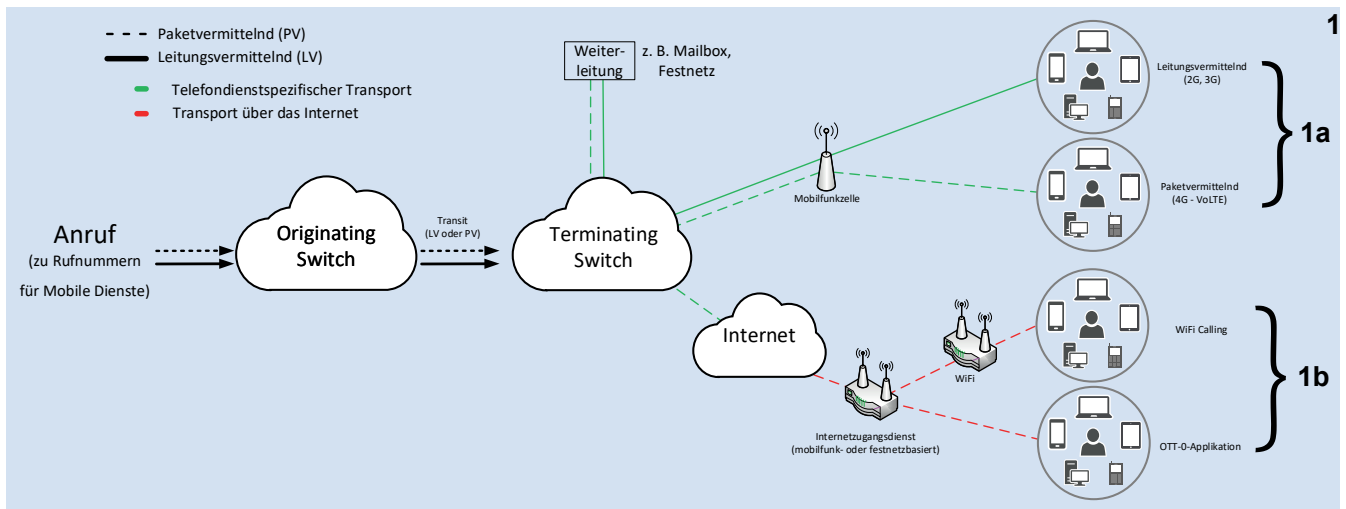 1
Paketvermittelnd (PV)
Leitungsvermittelnd (LV)
Telefondienstspezifischer Transport
Transport über das Internet
Weiter-
leitung
z. B. Mailbox,
Festnetz
Leitungsvermittelnd
(2G, 3G)
1a
Mobilfunkzelle
Paketvermittelnd
(4G - VoLTE)
Anruf
(zu Rufnummern
für Mobile Dienste)
Originating
Switch
Transit
(LV oder PV)
Terminating
Switch
Internet
WiFi
WiFi Calling
1b
Internetzugangsdienst
(mobilfunk- oder festnetzbasiert)
OTT-0-Applikation